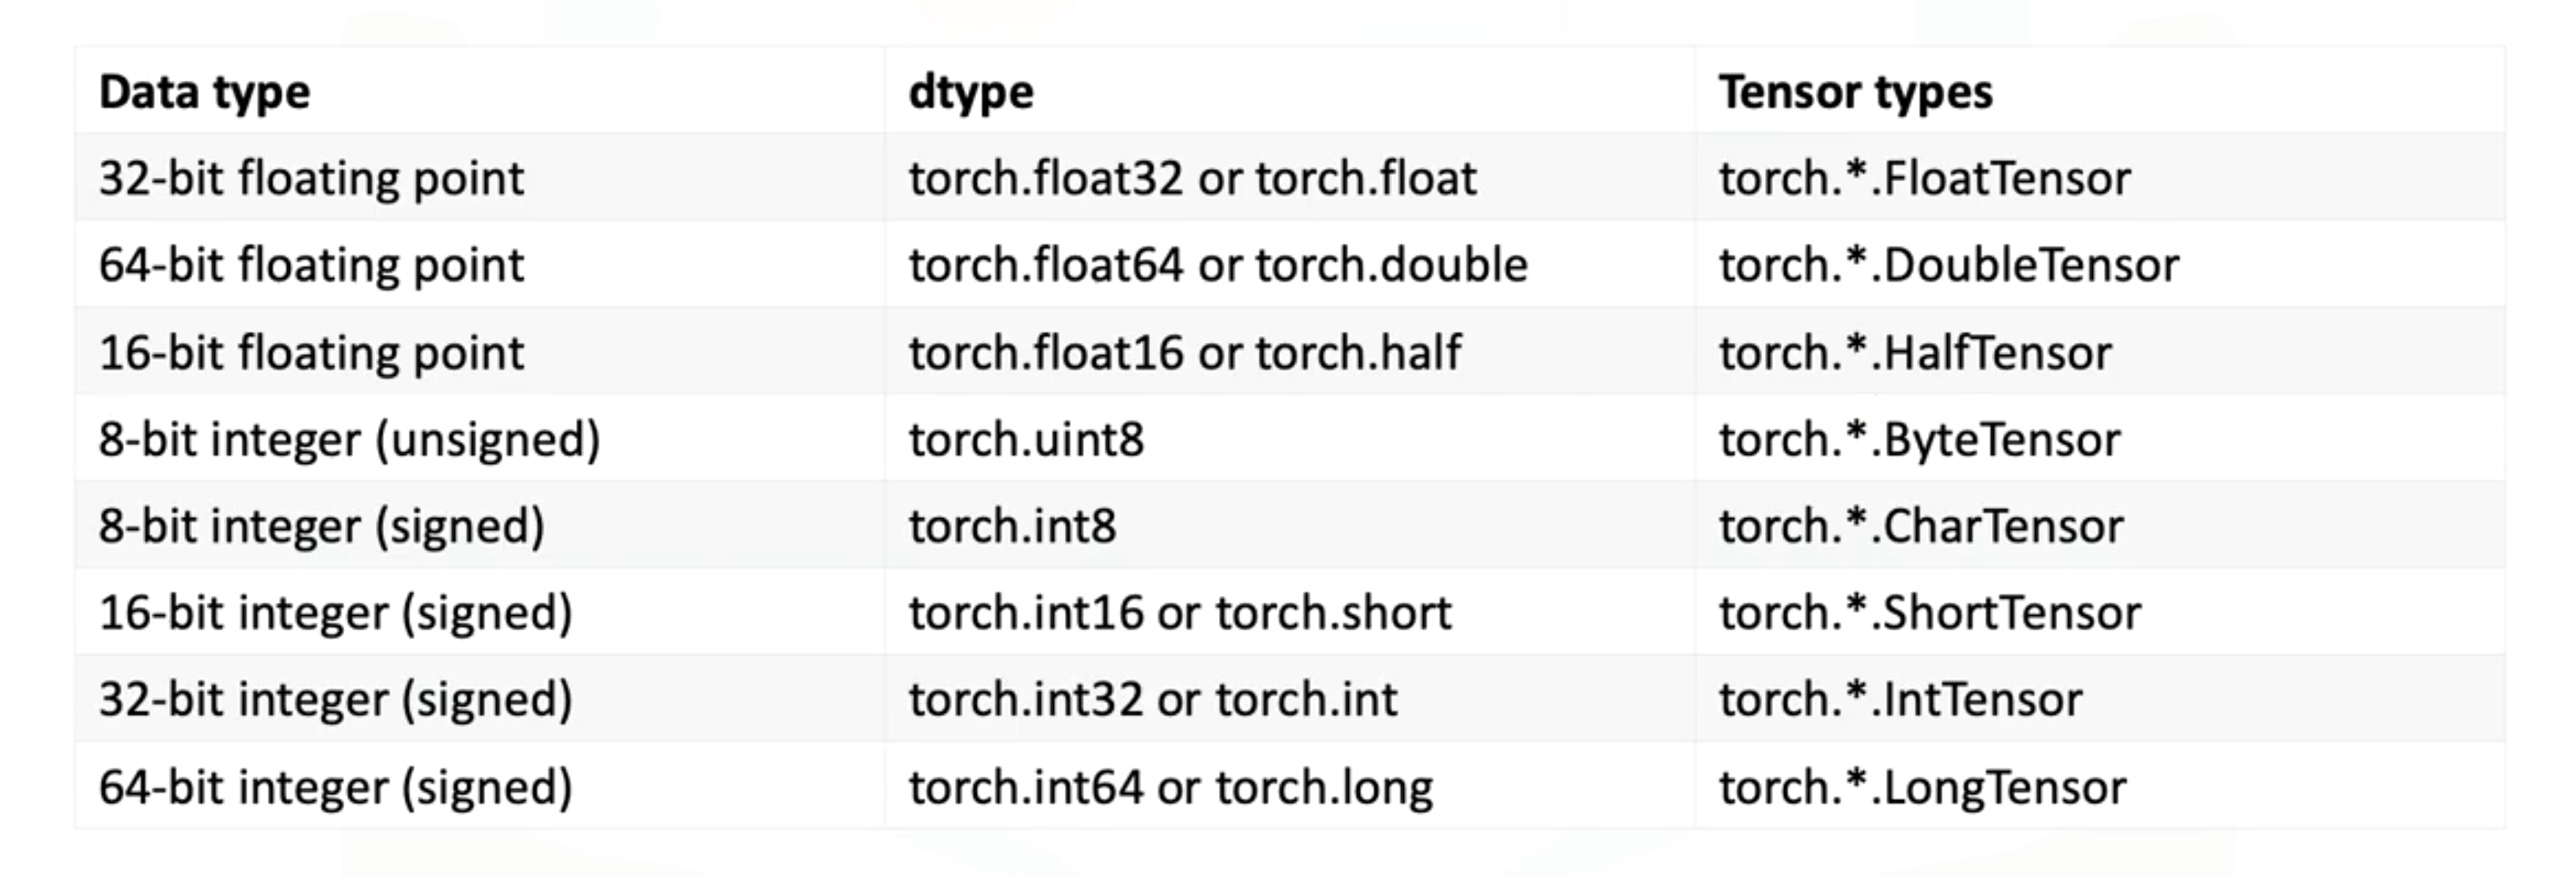 Data type dtype Tensor types
32-bit floating point torch.float32 or torch.float torch.*.FloatTensor
64-bit floating point torch.float64 or torch.double torch.*.DoubleTensor
16-bit floating point torch.float16 or torch.half torch.*.HalfTensor
8-bit integer (unsigned) torch.uint8 torch.*.ByteTensor
8-bit integer (signed) torch.int8 torch.*.CharTensor
16-bit integer (signed) torch.int16 or torch.short torch.*.ShortTensor
32-bit integer (signed) torch.int32 or torch.int torch.*.IntTensor
64-bit integer (signed) torch.int64 or torch.long torch.*.LongTensor